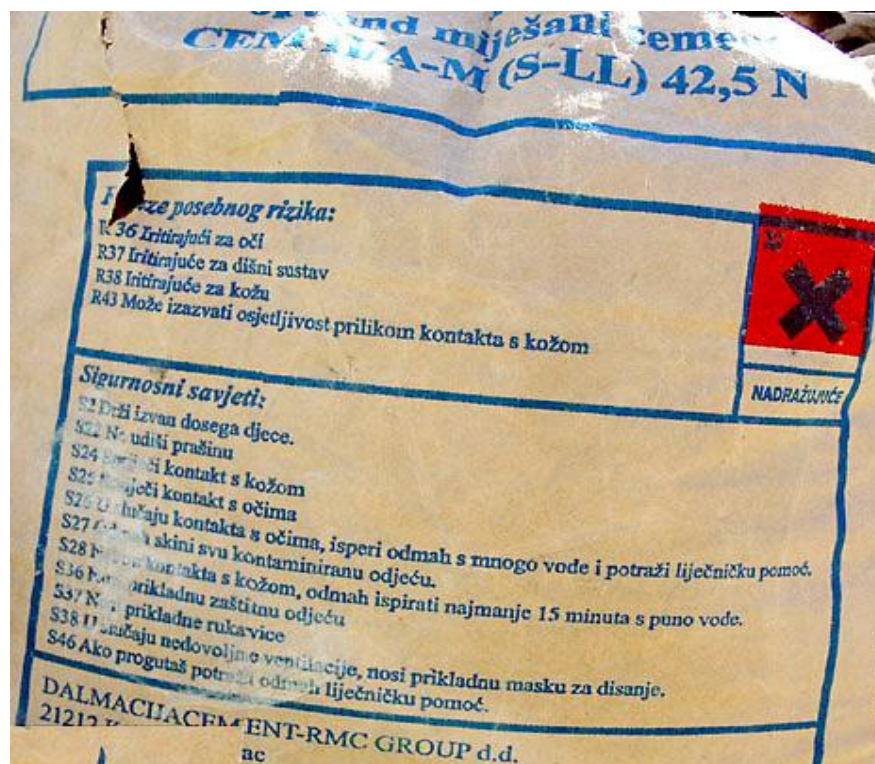 miješani cement
CEM II/A-M (S-LL) 42,5 N
posebnog rizika:
R 36 Iritirajući za oči
R37 Iritirajuće za dišni sustav
R38 Iritirajuće za kožu
R43 Može izazvati osjetljivost prilikom kontakta s kožom
NADRAŽUJUĆE
Sigurnosni savjeti:
S2 Drži izvan dosega djece.
S22 Ne udiši prašinu
S24 kontakt s kožom
S25 kontakt s očima
S26 U slučaju kontakta s očima, isperi odmah s mnogo vode i potraži liječničku pomoć.
S27 skini svu kontaminiranu odjeću.
S28 kontakta s kožom, odmah ispirati najmanje 15 minuta s puno vode.
S36 prikladnu zaštitnu odjeću
S37 prikladne rukavice
S38 U slučaju nedovoljne ventilacije, nosi prikladnu masku za disanje.
S46 Ako progutaš potraži odmah liječničku pomoć.
DALMACIJACEMENT-RMC GROUP d.d.
21212